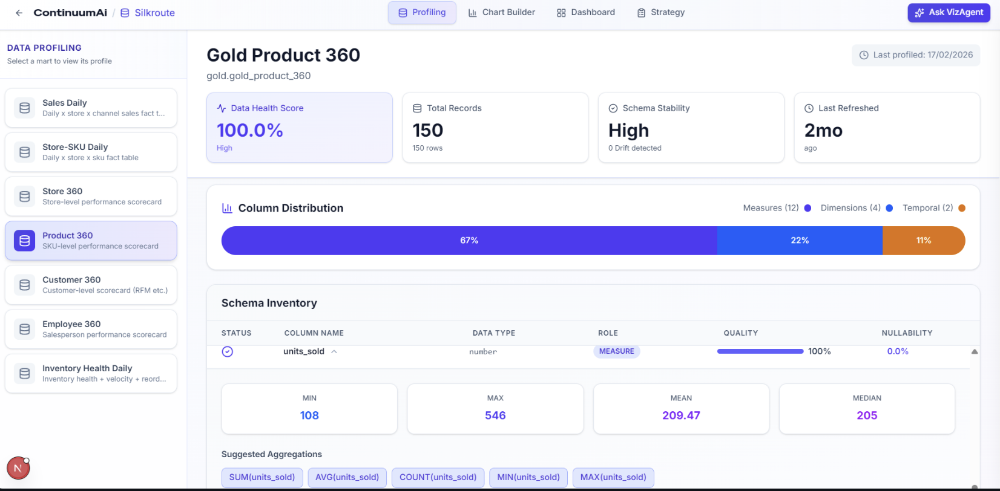 ContinuumAi / Silkroute
Profiling
Chart Builder
Dashboard
Strategy
Ask VizAgent
DATA PROFILING
Select a mart to view its profile
Sales Daily
Daily x store x channel sales fact t...
Store-SKU Daily
Daily x store x sku fact table
Store 360
Store-level performance scorecard
Product 360
SKU-level performance scorecard
Customer 360
Customer-level scorecard (RFM etc.)
Employee 360
Salesperson performance scorecard
Inventory Health Daily
Inventory health + velocity + reord...
N
Gold Product 360
gold.gold_product_360
Last profiled: 17/02/2026
Data Health Score
100.0%
High
Total Records
150
150 rows
Schema Stability
High
0 Drift detected
Last Refreshed
2mo
ago
Column Distribution
Measures (12) Dimensions (4) Temporal (2)
67% 22% 11%
Schema Inventory
STATUS COLUMN NAME DATA TYPE ROLE QUALITY NULLABILITY
units_sold number MEASURE 100% 0.0%
MIN
108
MAX
546
MEAN
209.47
MEDIAN
205
Suggested Aggregations
SUM(units_sold) AVG(units_sold) COUNT(units_sold) MIN(units_sold) MAX(units_sold)